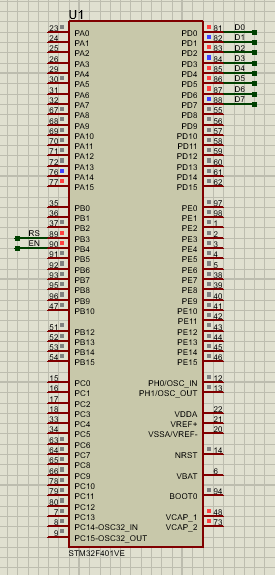 U1
23 PA0 PD0 81 D0
24 PA1 PD1 82 D1
25 PA2 PD2 83 D2
26 PA3 PD3 84 D3
29 PA4 PD4 85 D4
30 PA5 PD5 86 D5
31 PA6 PD6 87 D6
32 PA7 PD7 88 D7
67 PA8 PD8 55
68 PA9 PD9 56
69 PA10 PD10 57
70 PA11 PD11 58
71 PA12 PD12 59
72 PA13 PD13 60
76 PA14 PD14 61
77 PA15 PD15 62
35 PB0 PE0 97
36 PB1 PE1 98
37 PB2 PE2 1
RS 89 PB3 PE3 2
EN 90 PB4 PE4 3
91 PB5 PE5 4
92 PB6 PE6 5
93 PB7 PE7 38
95 PB8 PE8 39
96 PB9 PE9 40
47 PB10 PE10 41
PE11 42
51 PB12 PE12 43
52 PB13 PE13 44
53 PB14 PE14 45
54 PB15 PE15 46
15 PC0 PH0/OSC_IN 12
16 PC1 PH1/OSC_OUT 13
17 PC2
18 PC3 VDDA 22
33 PC4 VREF+ 21
34 PC5 VSSA/VREF- 20
63 PC6
64 PC7 NRST 14
65 PC8
66 PC9 VBAT 6
78 PC10
79 PC11 BOOT0 94
80 PC12
7 PC13 VCAP_1 48
8 PC14-OSC32_IN VCAP_2 73
9 PC15-OSC32_OUT
STM32F401VE